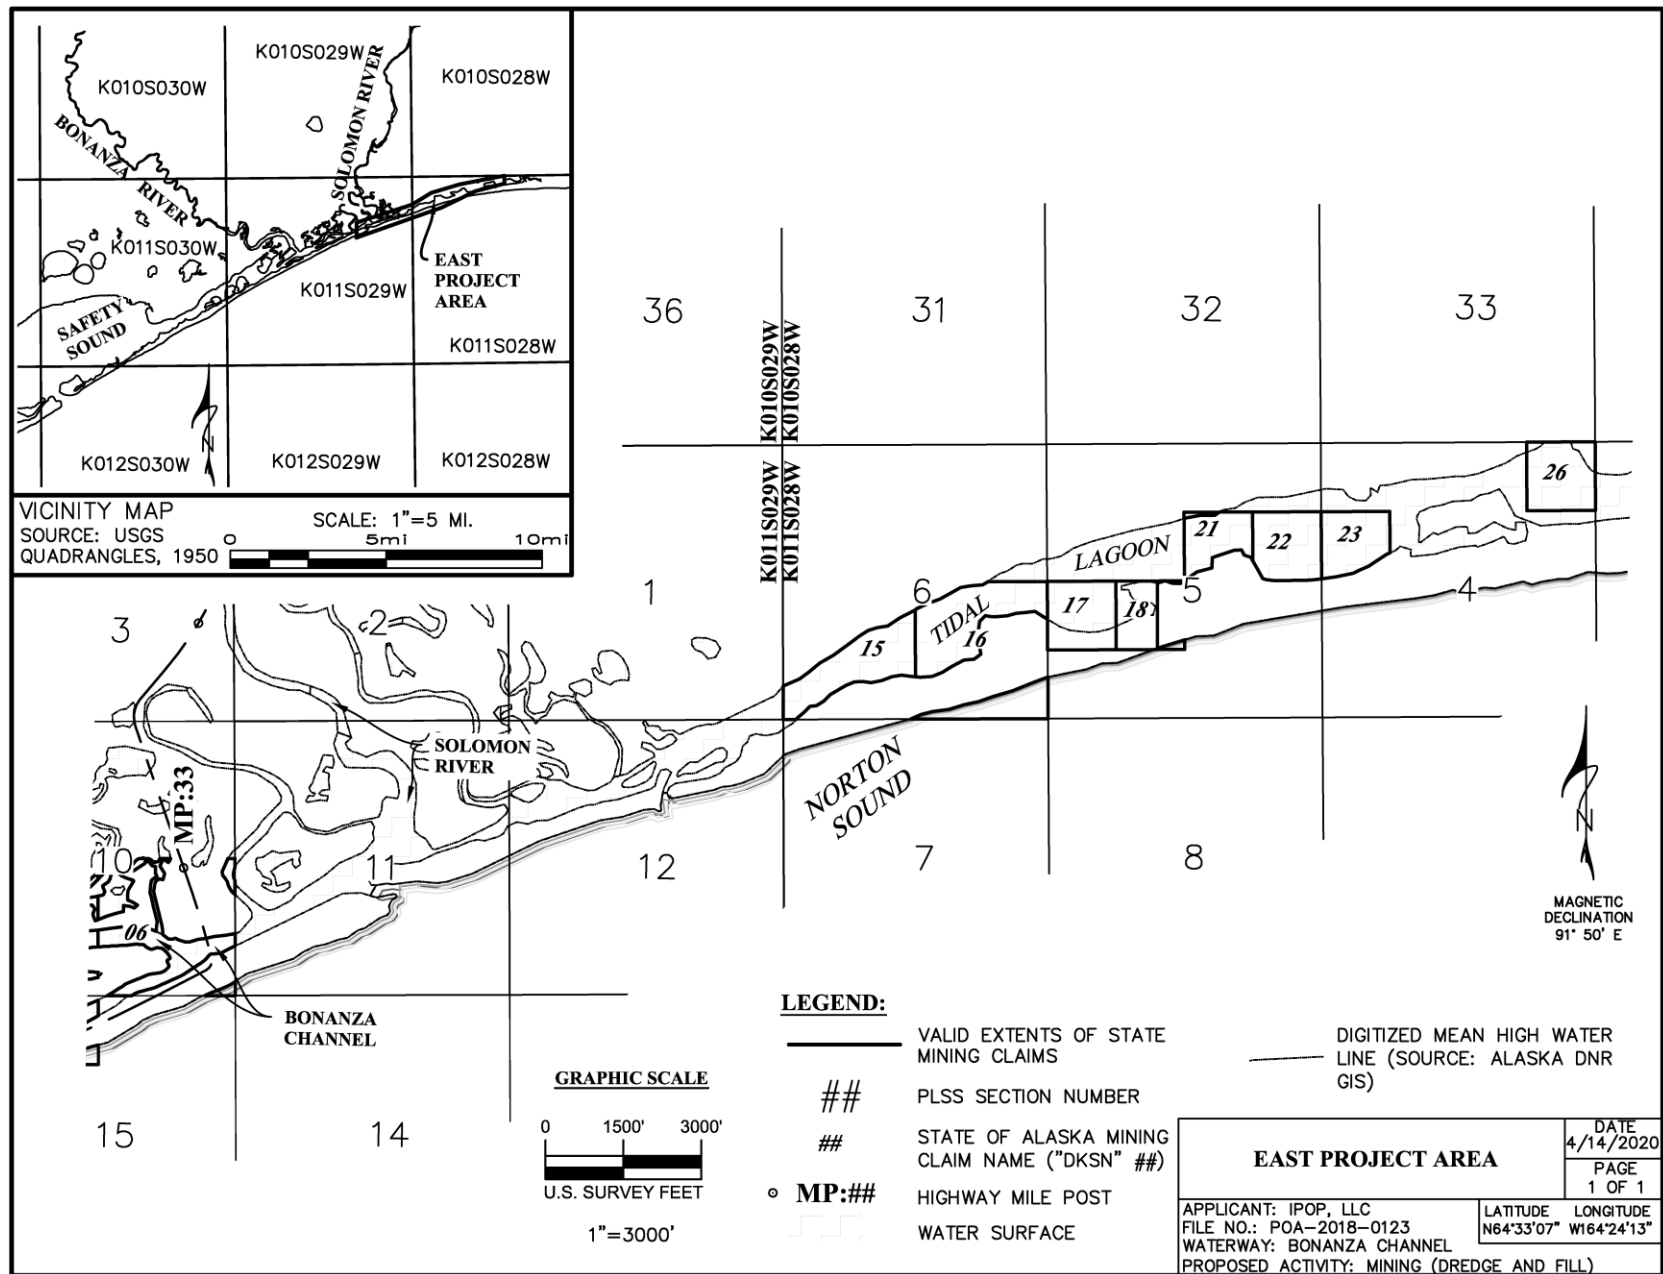 K010S030W
K010S029W
K010S028W
BONANZA
RIVER
SOLOMON RIVER
K011S030W
K011S029W
EAST
PROJECT
AREA
SAFETY
SOUND
K011S028W
N
K012S030W
K012S029W
K012S028W
VICINITY MAP
SOURCE: USGS
QUADRANGLES, 1950
SCALE: 1"=5 MI.
0 5mi 10mi
36
31
32
33
K010S029W
K010S028W
K011S029W
K011S028W
26
21
22
23
LAGOON
3
2
1
6
TIDAL
5
4
15
16
17
18
SOLOMON
RIVER
NORTON
SOUND
MP:33
10
11
12
7
8
06
BONANZA
CHANNEL
15
14
N
MAGNETIC
DECLINATION
91° 50' E
GRAPHIC SCALE
0 1500' 3000'
U.S. SURVEY FEET
1"=3000'
LEGEND:
VALID EXTENTS OF STATE
MINING CLAIMS
## PLSS SECTION NUMBER
## STATE OF ALASKA MINING
CLAIM NAME ("DKSN" ##)
MP:## HIGHWAY MILE POST
WATER SURFACE
DIGITIZED MEAN HIGH WATER
LINE (SOURCE: ALASKA DNR
GIS)
EAST PROJECT AREA
DATE
4/14/2020
PAGE
1 OF 1
APPLICANT: IPOP, LLC
FILE NO.: POA-2018-0123
WATERWAY: BONANZA CHANNEL
PROPOSED ACTIVITY: MINING (DREDGE AND FILL)
LATITUDE LONGITUDE
N64°33'07" W164°24'13"